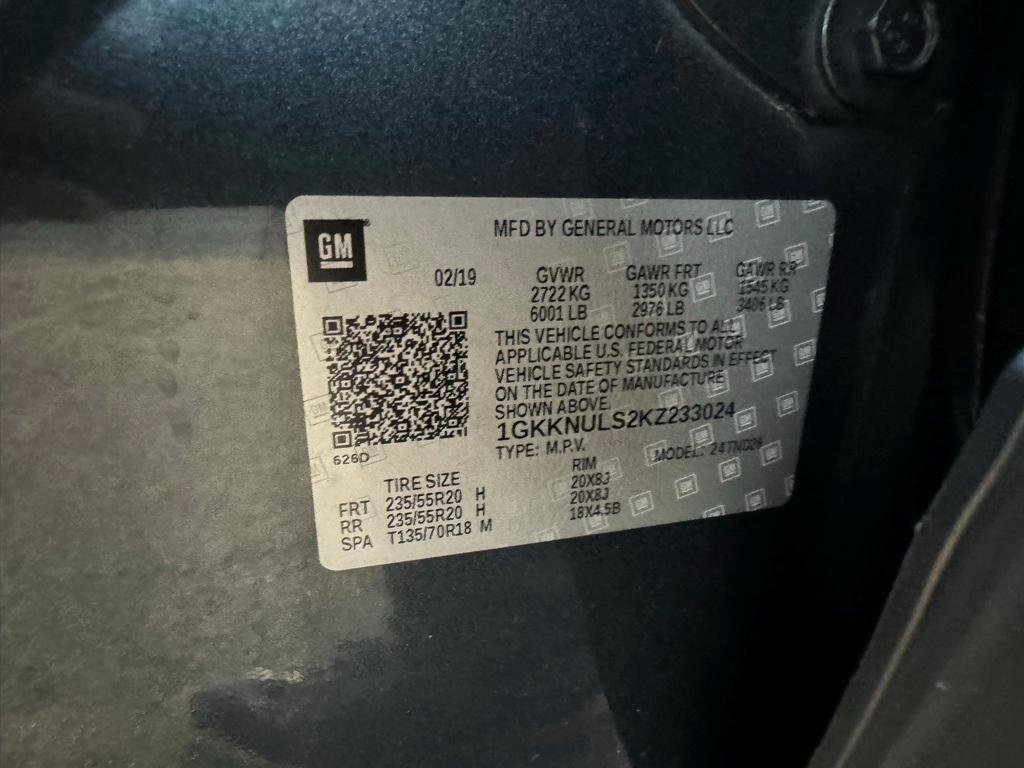 GM
MFD BY GENERAL MOTORS LLC
02/19 GVWR GAWR FRT GAWR RR
2722 KG 1350 KG 1545 KG
6001 LB 2976 LB 3406 LB
THIS VEHICLE CONFORMS TO ALL
APPLICABLE U.S. FEDERAL MOTOR
VEHICLE SAFETY STANDARDS IN EFFECT
ON THE DATE OF MANUFACTURE
SHOWN ABOVE.
1GKKNULS2KZ233024
TYPE: M.P.V. MODEL:
626D
TIRE SIZE RIM
FRT 235/55R20 H 20X8J
RR 235/55R20 H 20X8J
SPA T135/70R18 M 18X4.5B